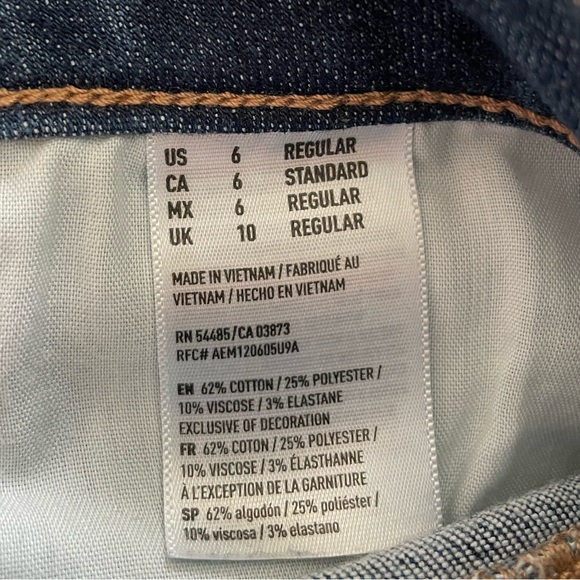 US 6 REGULAR
CA 6 STANDARD
MX 6 REGULAR
UK 10 REGULAR
MADE IN VIETNAM / FABRIQUÉ AU
VIETNAM / HECHO EN VIETNAM
RN 54485/CA 03873
RFC# AEM120605U9A
EN 62% COTTON / 25% POLYESTER /
10% VISCOSE / 3% ELASTANE
EXCLUSIVE OF DECORATION
FR 62% COTON / 25% POLYESTER /
10% VISCOSE / 3% ÉLASTHANNE
À L'EXCEPTION DE LA GARNITURE
SP 62% algodón / 25% poliéster /
10% viscosa / 3% elastano